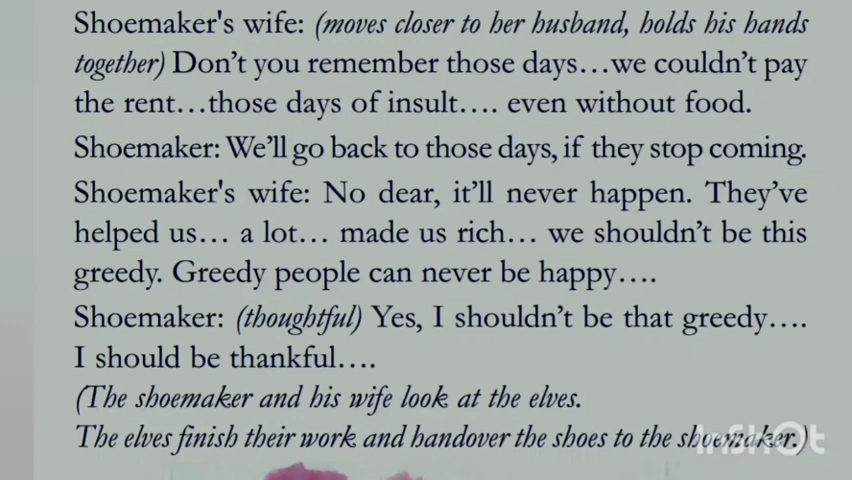 Shoemaker's wife: (moves closer to her husband, holds his hands
together) Don't you remember those days…we couldn't pay
the rent…those days of insult…. even without food.
Shoemaker: We'll go back to those days, if they stop coming.
Shoemaker's wife: No dear, it'll never happen. They've
helped us… a lot… made us rich… we shouldn't be this
greedy. Greedy people can never be happy….
Shoemaker: (thoughtful) Yes, I shouldn't be that greedy….
I should be thankful….
(The shoemaker and his wife look at the elves.
The elves finish their work and handover the shoes to the shoemaker.)
InShOt